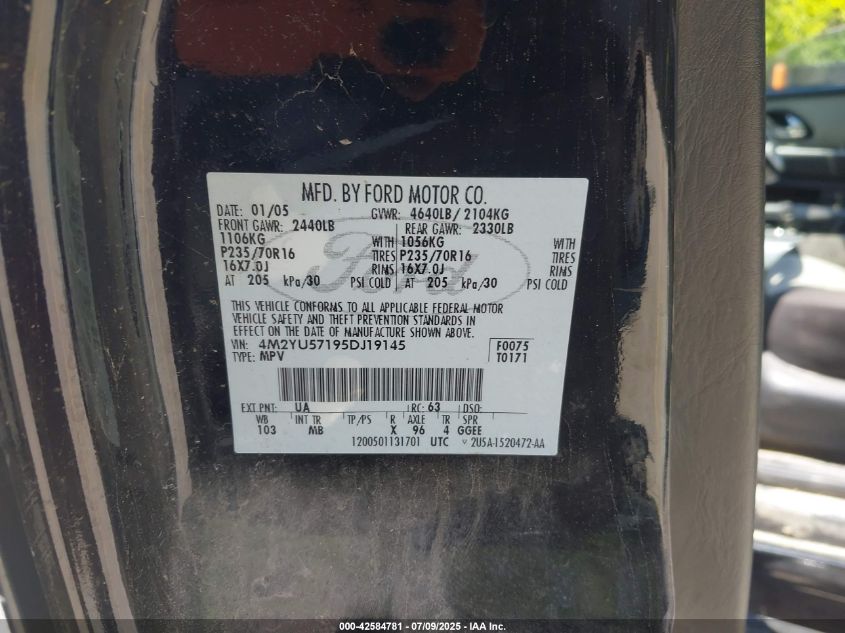 MFD. BY FORD MOTOR CO.
DATE: 01/05 GVWR: 4640LB/ 2104KG
FRONT GAWR: 2440LB REAR GAWR: 2330LB
1106KG WITH 1056KG WITH
P235/70R16 TIRES P235/70R16 TIRES
16X7.0J RIMS 16X7.0J RIMS
AT 205 kPa/30 PSI COLD AT 205 kPa/30 PSI COLD
THIS VEHICLE CONFORMS TO ALL APPLICABLE FEDERAL MOTOR
VEHICLE SAFETY AND THEFT PREVENTION STANDARDS IN
EFFECT ON THE DATE OF MANUFACTURE SHOWN ABOVE.
VIN: 4M2YU57195DJ19145 F0075
TYPE: MPV T0171
EXT PNT: UA RC: 63 DSO:
WB INT TR TP/PS R AXLE TR SPR
103 MB X 96 4 GGEE
1200501131701 UTC 2U5A-1520472-AA
Ford
000-42584781 / 07/09/2025 - IAA Inc.